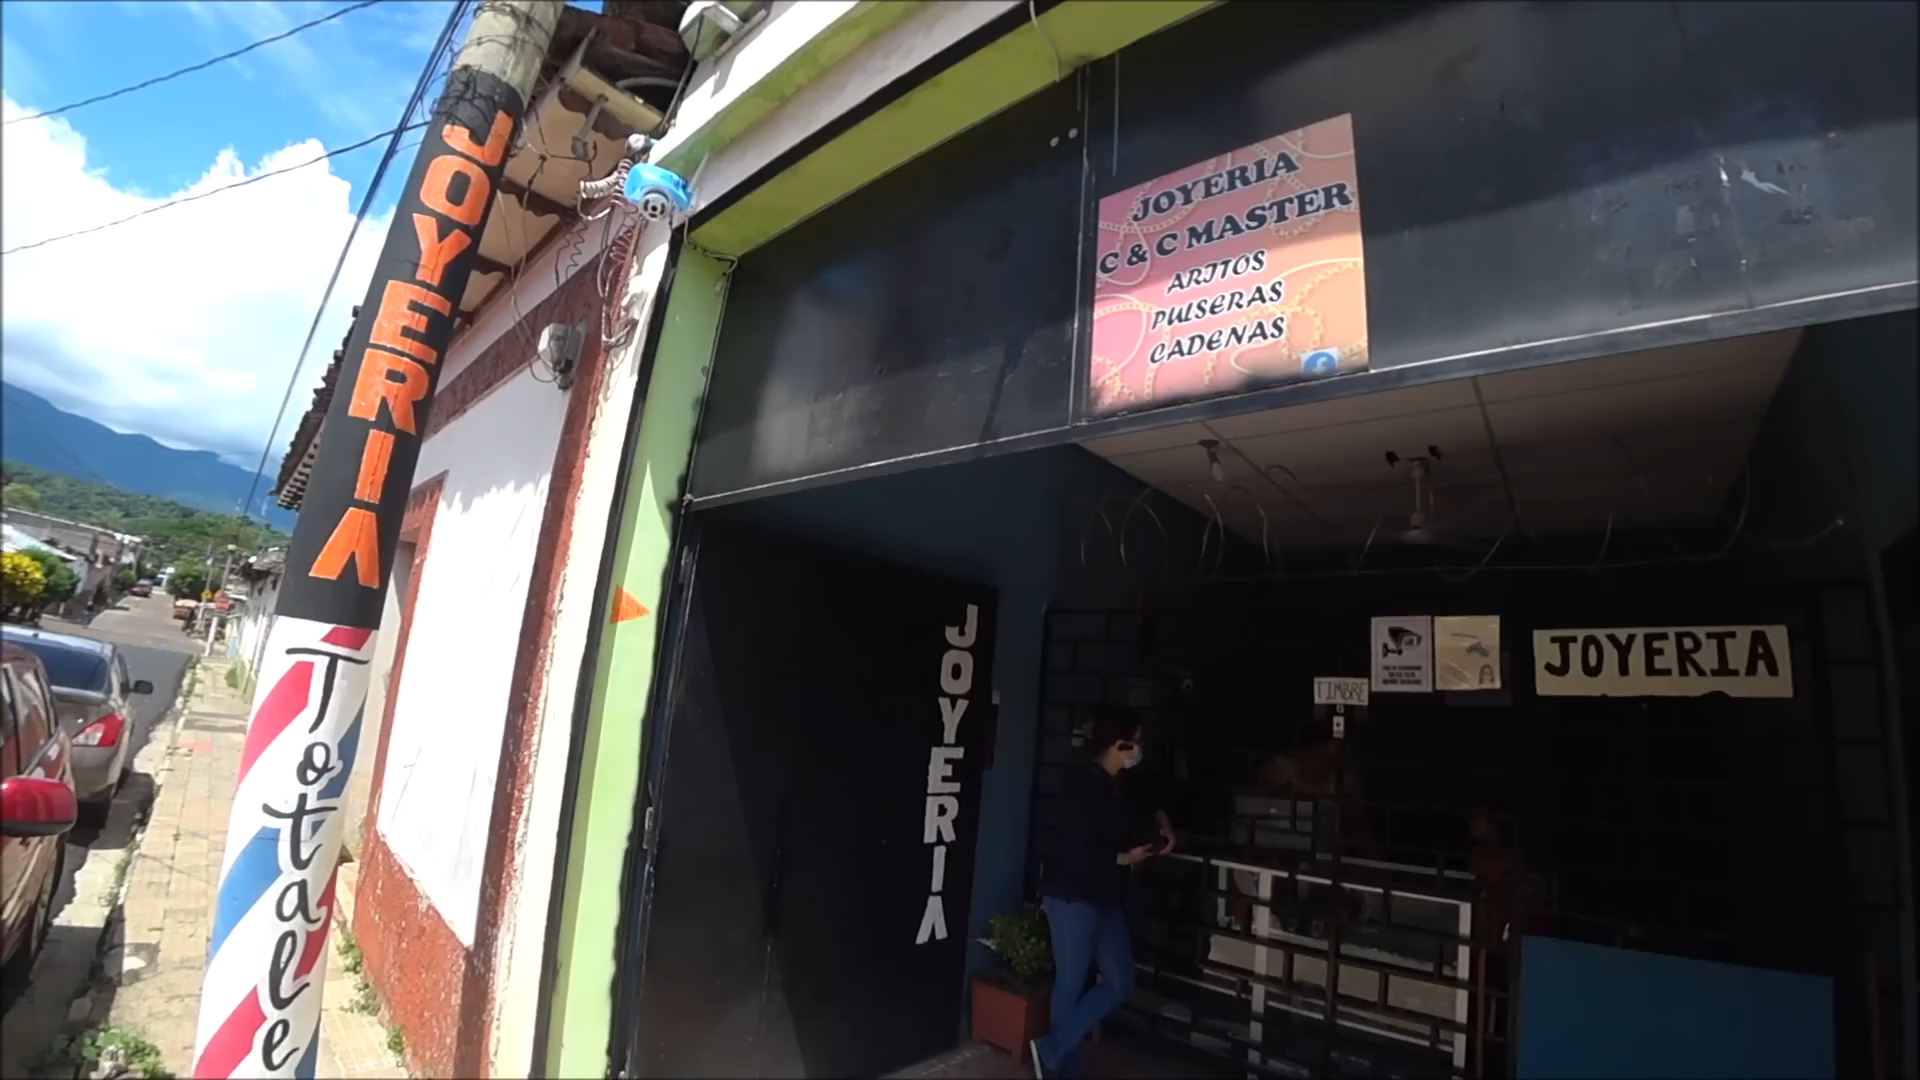 JOYERIA
Totale
JOYERIA
C & C MASTER
ARITOS
PULSERAS
CADENAS
JOYERIA
TIMBRE
JOYERIA